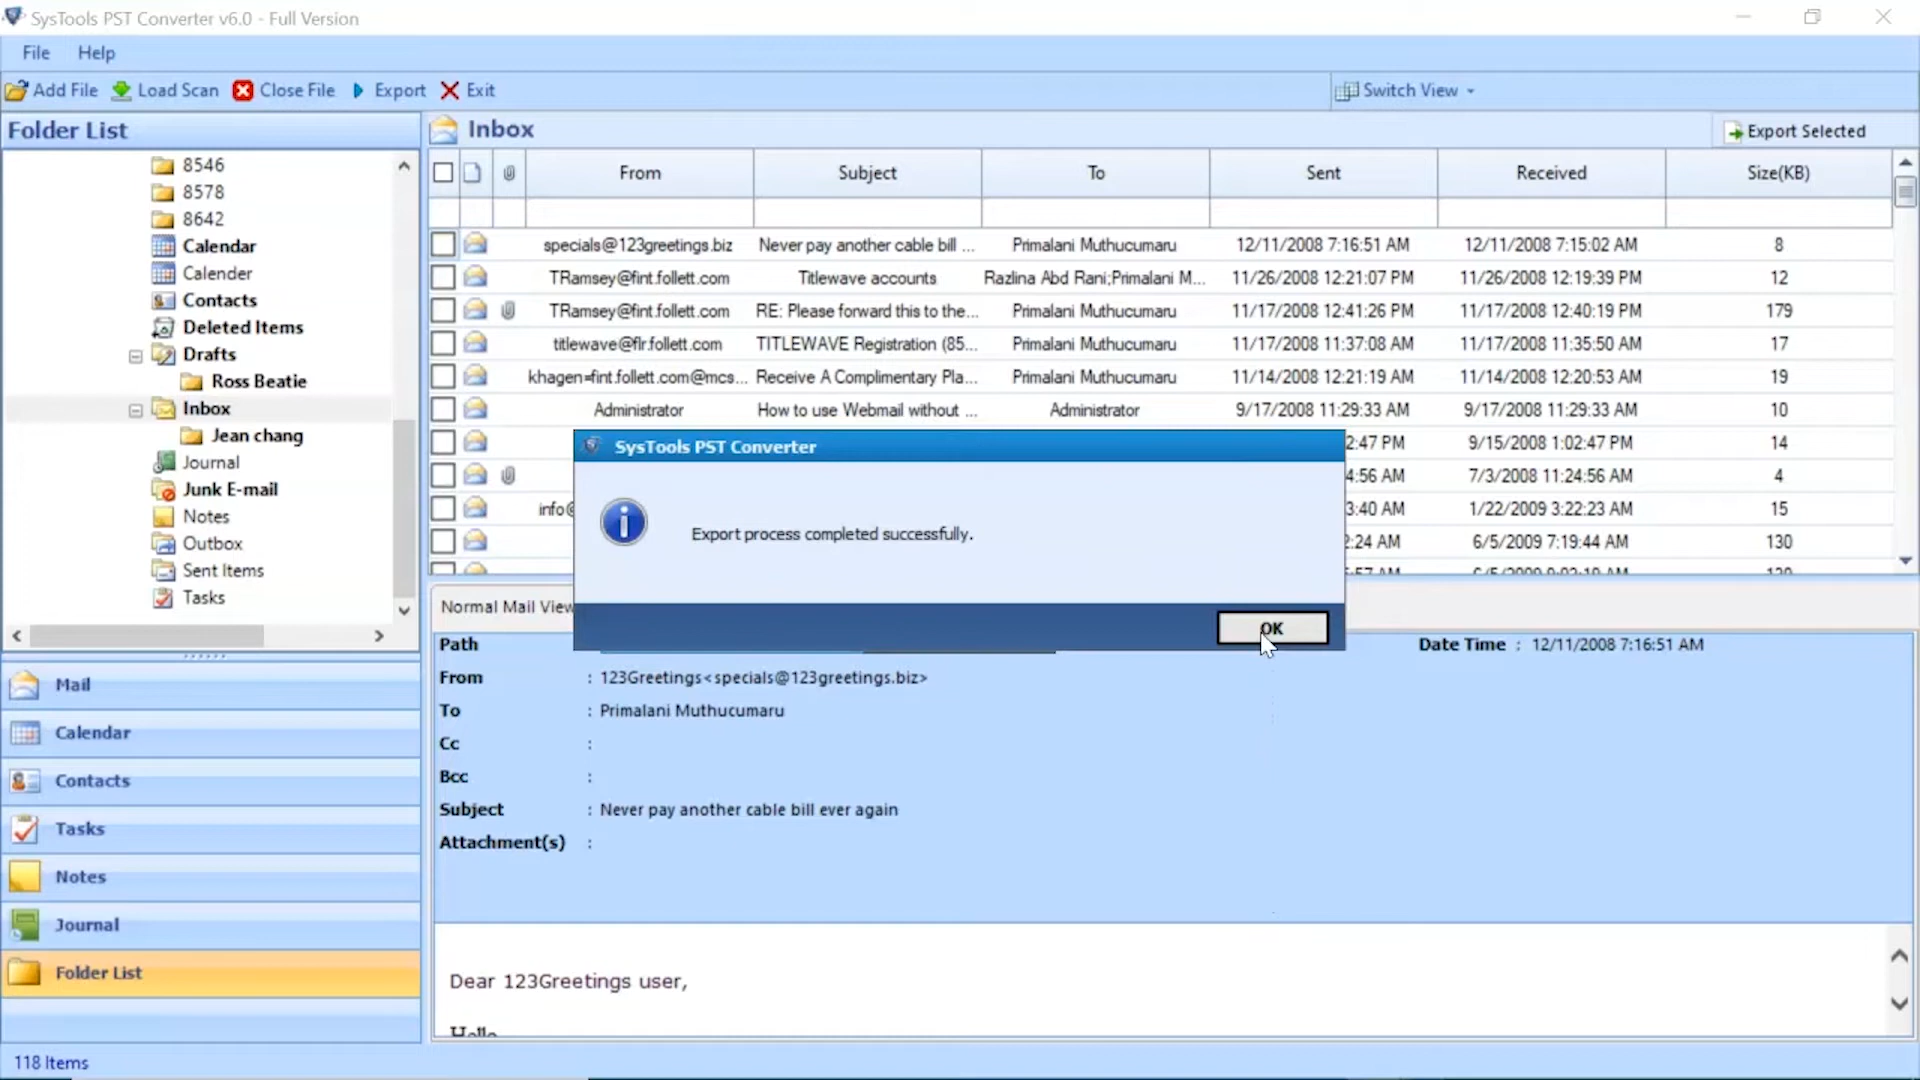 SysTools PST Converter v6.0 - Full Version
File Help
Add File Load Scan Close File Export Exit Switch View
Folder List
8546
8578
8642
Calendar
Calender
Contacts
Deleted Items
Drafts
Ross Beatie
Inbox
Jean chang
Journal
Junk E-mail
Notes
Outbox
Sent Items
Tasks
Mail
Calendar
Contacts
Tasks
Notes
Journal
Folder List
118 Items
Inbox Export Selected
From Subject To Sent Received Size(KB)
specials@123greetings.biz Never pay another cable bill ... Primalani Muthucumaru 12/11/2008 7:16:51 AM 12/11/2008 7:15:02 AM 8
TRamsey@fint.follett.com Titlewave accounts Razlina Abd Rani;Primalani M... 11/26/2008 12:21:07 PM 11/26/2008 12:19:39 PM 12
TRamsey@fint.follett.com RE: Please forward this to the... Primalani Muthucumaru 11/17/2008 12:41:26 PM 11/17/2008 12:40:19 PM 179
titlewave@flr.follett.com TITLEWAVE Registration (85... Primalani Muthucumaru 11/17/2008 11:37:08 AM 11/17/2008 11:35:50 AM 17
khagen=fint.follett.com@mcs... Receive A Complimentary Pla... Primalani Muthucumaru 11/14/2008 12:21:19 AM 11/14/2008 12:20:53 AM 19
Administrator How to use Webmail without ... Administrator 9/17/2008 11:29:33 AM 9/17/2008 11:29:33 AM 10
2:47 PM 9/15/2008 1:02:47 PM 14
4:56 AM 7/3/2008 11:24:56 AM 4
info@ 3:40 AM 1/22/2009 3:22:23 AM 15
2:24 AM 6/5/2009 7:19:44 AM 130
SysTools PST Converter
Export process completed successfully.
OK
Normal Mail View
Path Date Time : 12/11/2008 7:16:51 AM
From : 123Greetings<specials@123greetings.biz>
To : Primalani Muthucumaru
Cc :
Bcc :
Subject : Never pay another cable bill ever again
Attachment(s) :
Dear 123Greetings user,
Hello